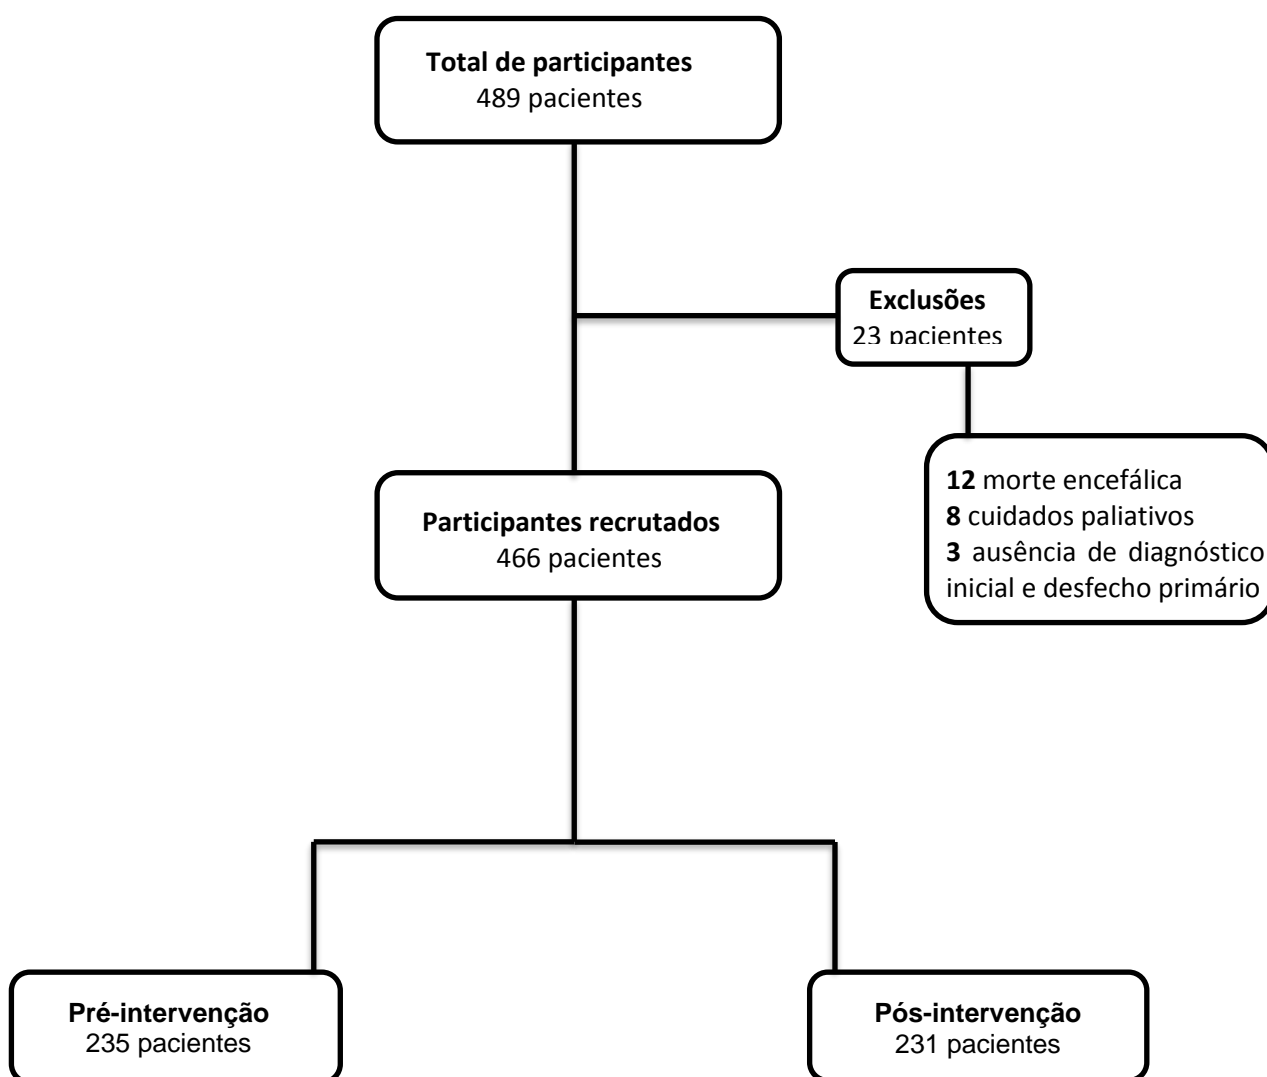 Total de participantes
489 pacientes
Exclusões
23 pacientes
12 morte encefálica
8 cuidados paliativos
3 ausência de diagnóstico
inicial e desfecho primário
Participantes recrutados
466 pacientes
Pré-intervenção
235 pacientes
Pós-intervenção
231 pacientes